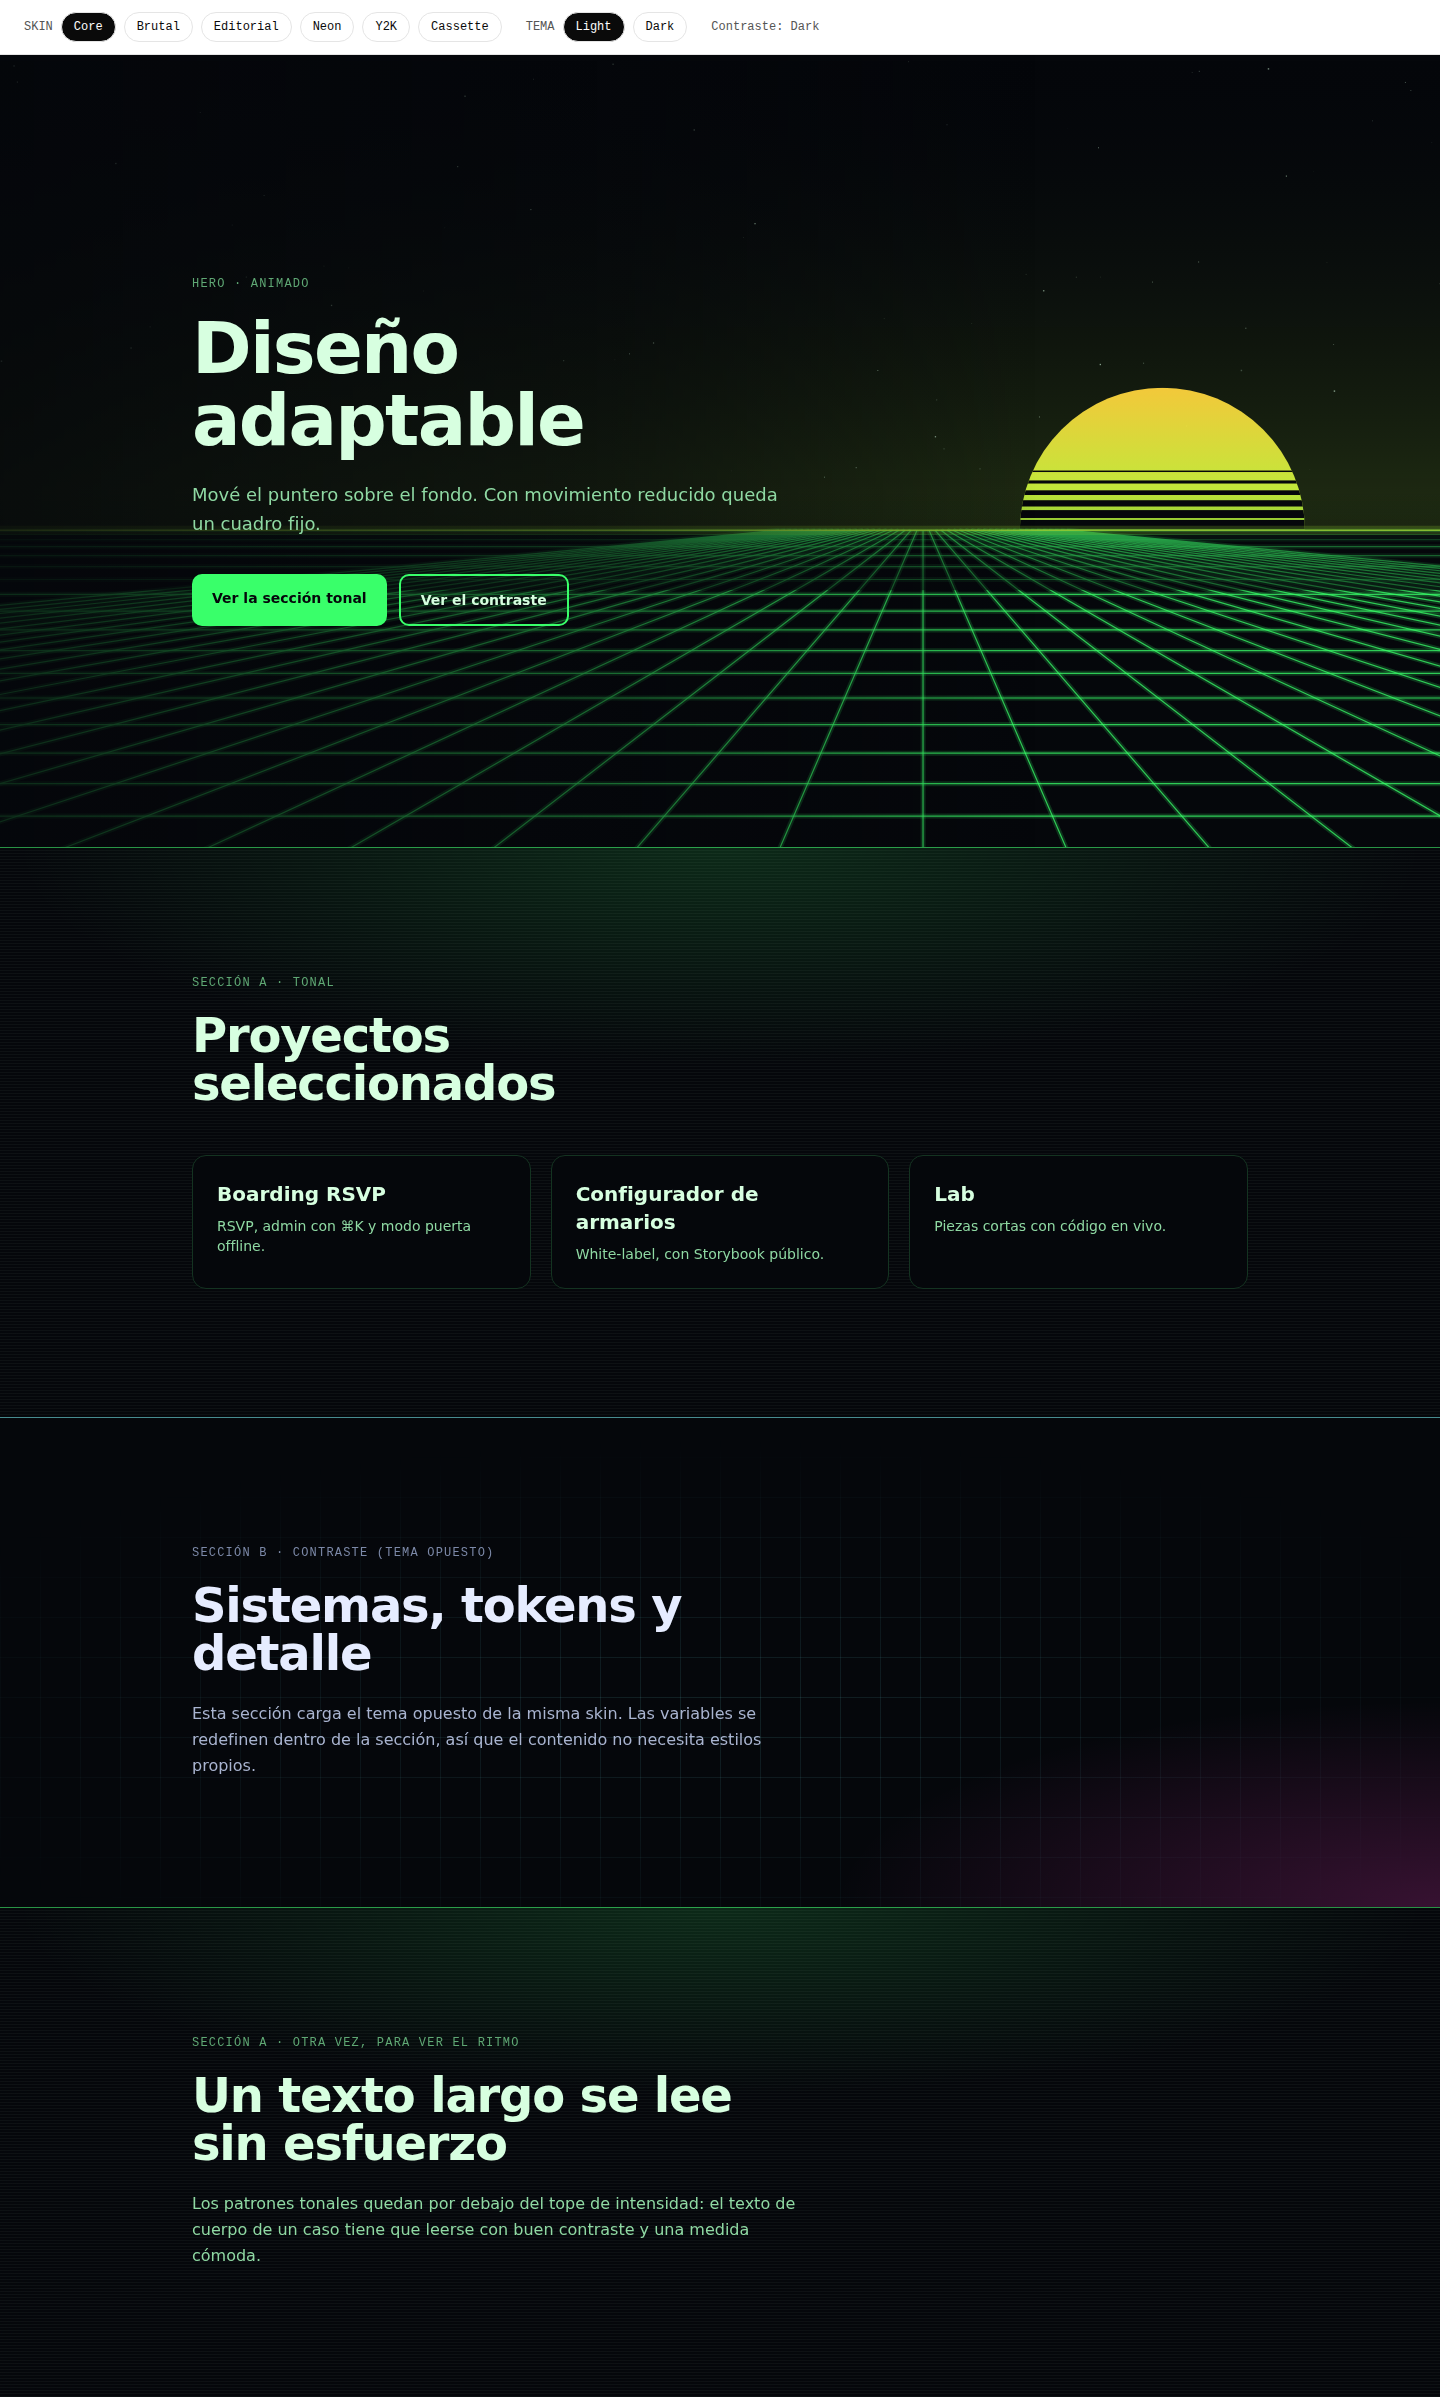 SKIN Core Brutal Editorial Neon Y2K Cassette TEMA Light Dark Contraste: Dark
HERO · ANIMADO
Diseño
adaptable
Mové el puntero sobre el fondo. Con movimiento reducido queda
un cuadro fijo.
Ver la sección tonal Ver el contraste
SECCIÓN A · TONAL
Proyectos
seleccionados
Boarding RSVP
RSVP, admin con ⌘K y modo puerta
offline.
Configurador de
armarios
White-label, con Storybook público.
Lab
Piezas cortas con código en vivo.
SECCIÓN B · CONTRASTE (TEMA OPUESTO)
Sistemas, tokens y
detalle
Esta sección carga el tema opuesto de la misma skin. Las variables se
redefinen dentro de la sección, así que el contenido no necesita estilos
propios.
SECCIÓN A · OTRA VEZ, PARA VER EL RITMO
Un texto largo se lee
sin esfuerzo
Los patrones tonales quedan por debajo del tope de intensidad: el texto de
cuerpo de un caso tiene que leerse con buen contraste y una medida
cómoda.